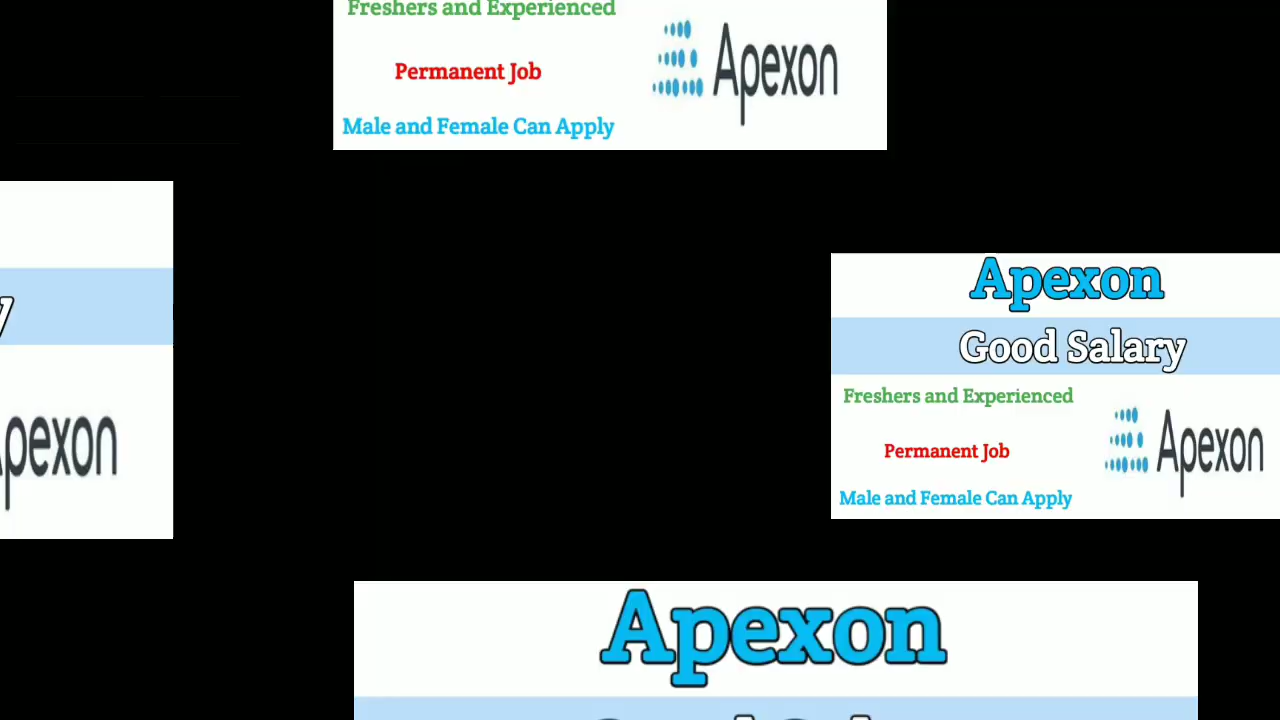 Freshers and Experienced
Permanent Job
Male and Female Can Apply
Apexon
y
pexon
Apexon
Good Salary
Freshers and Experienced
Permanent Job
Male and Female Can Apply
Apexon
Apexon